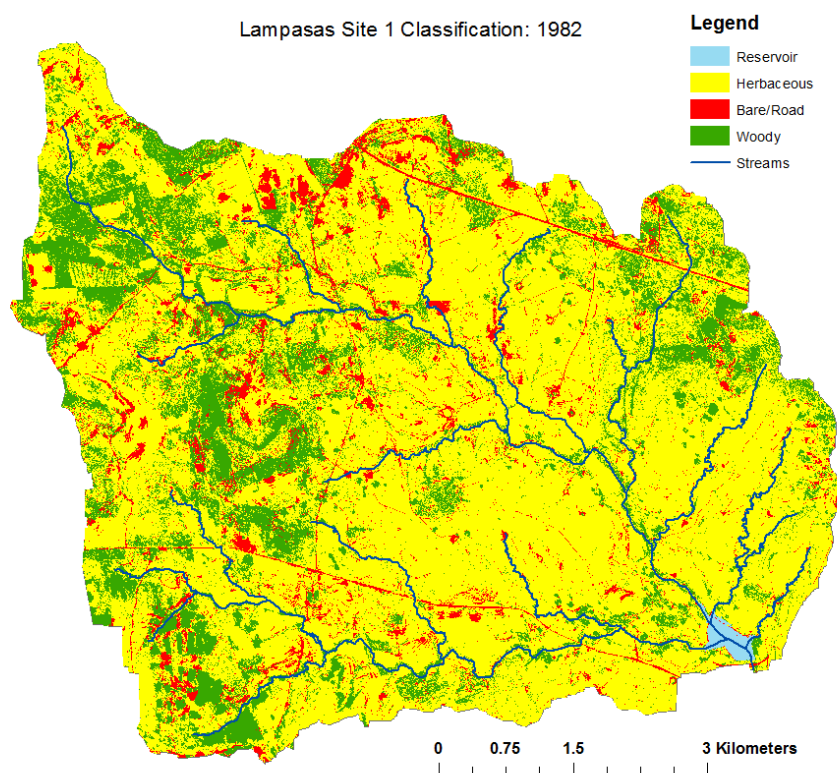 Lampasas Site 1 Classification: 1982
Legend
Reservoir
Herbaceous
Bare/Road
Woody
Streams
0 0.75 1.5 3 Kilometers